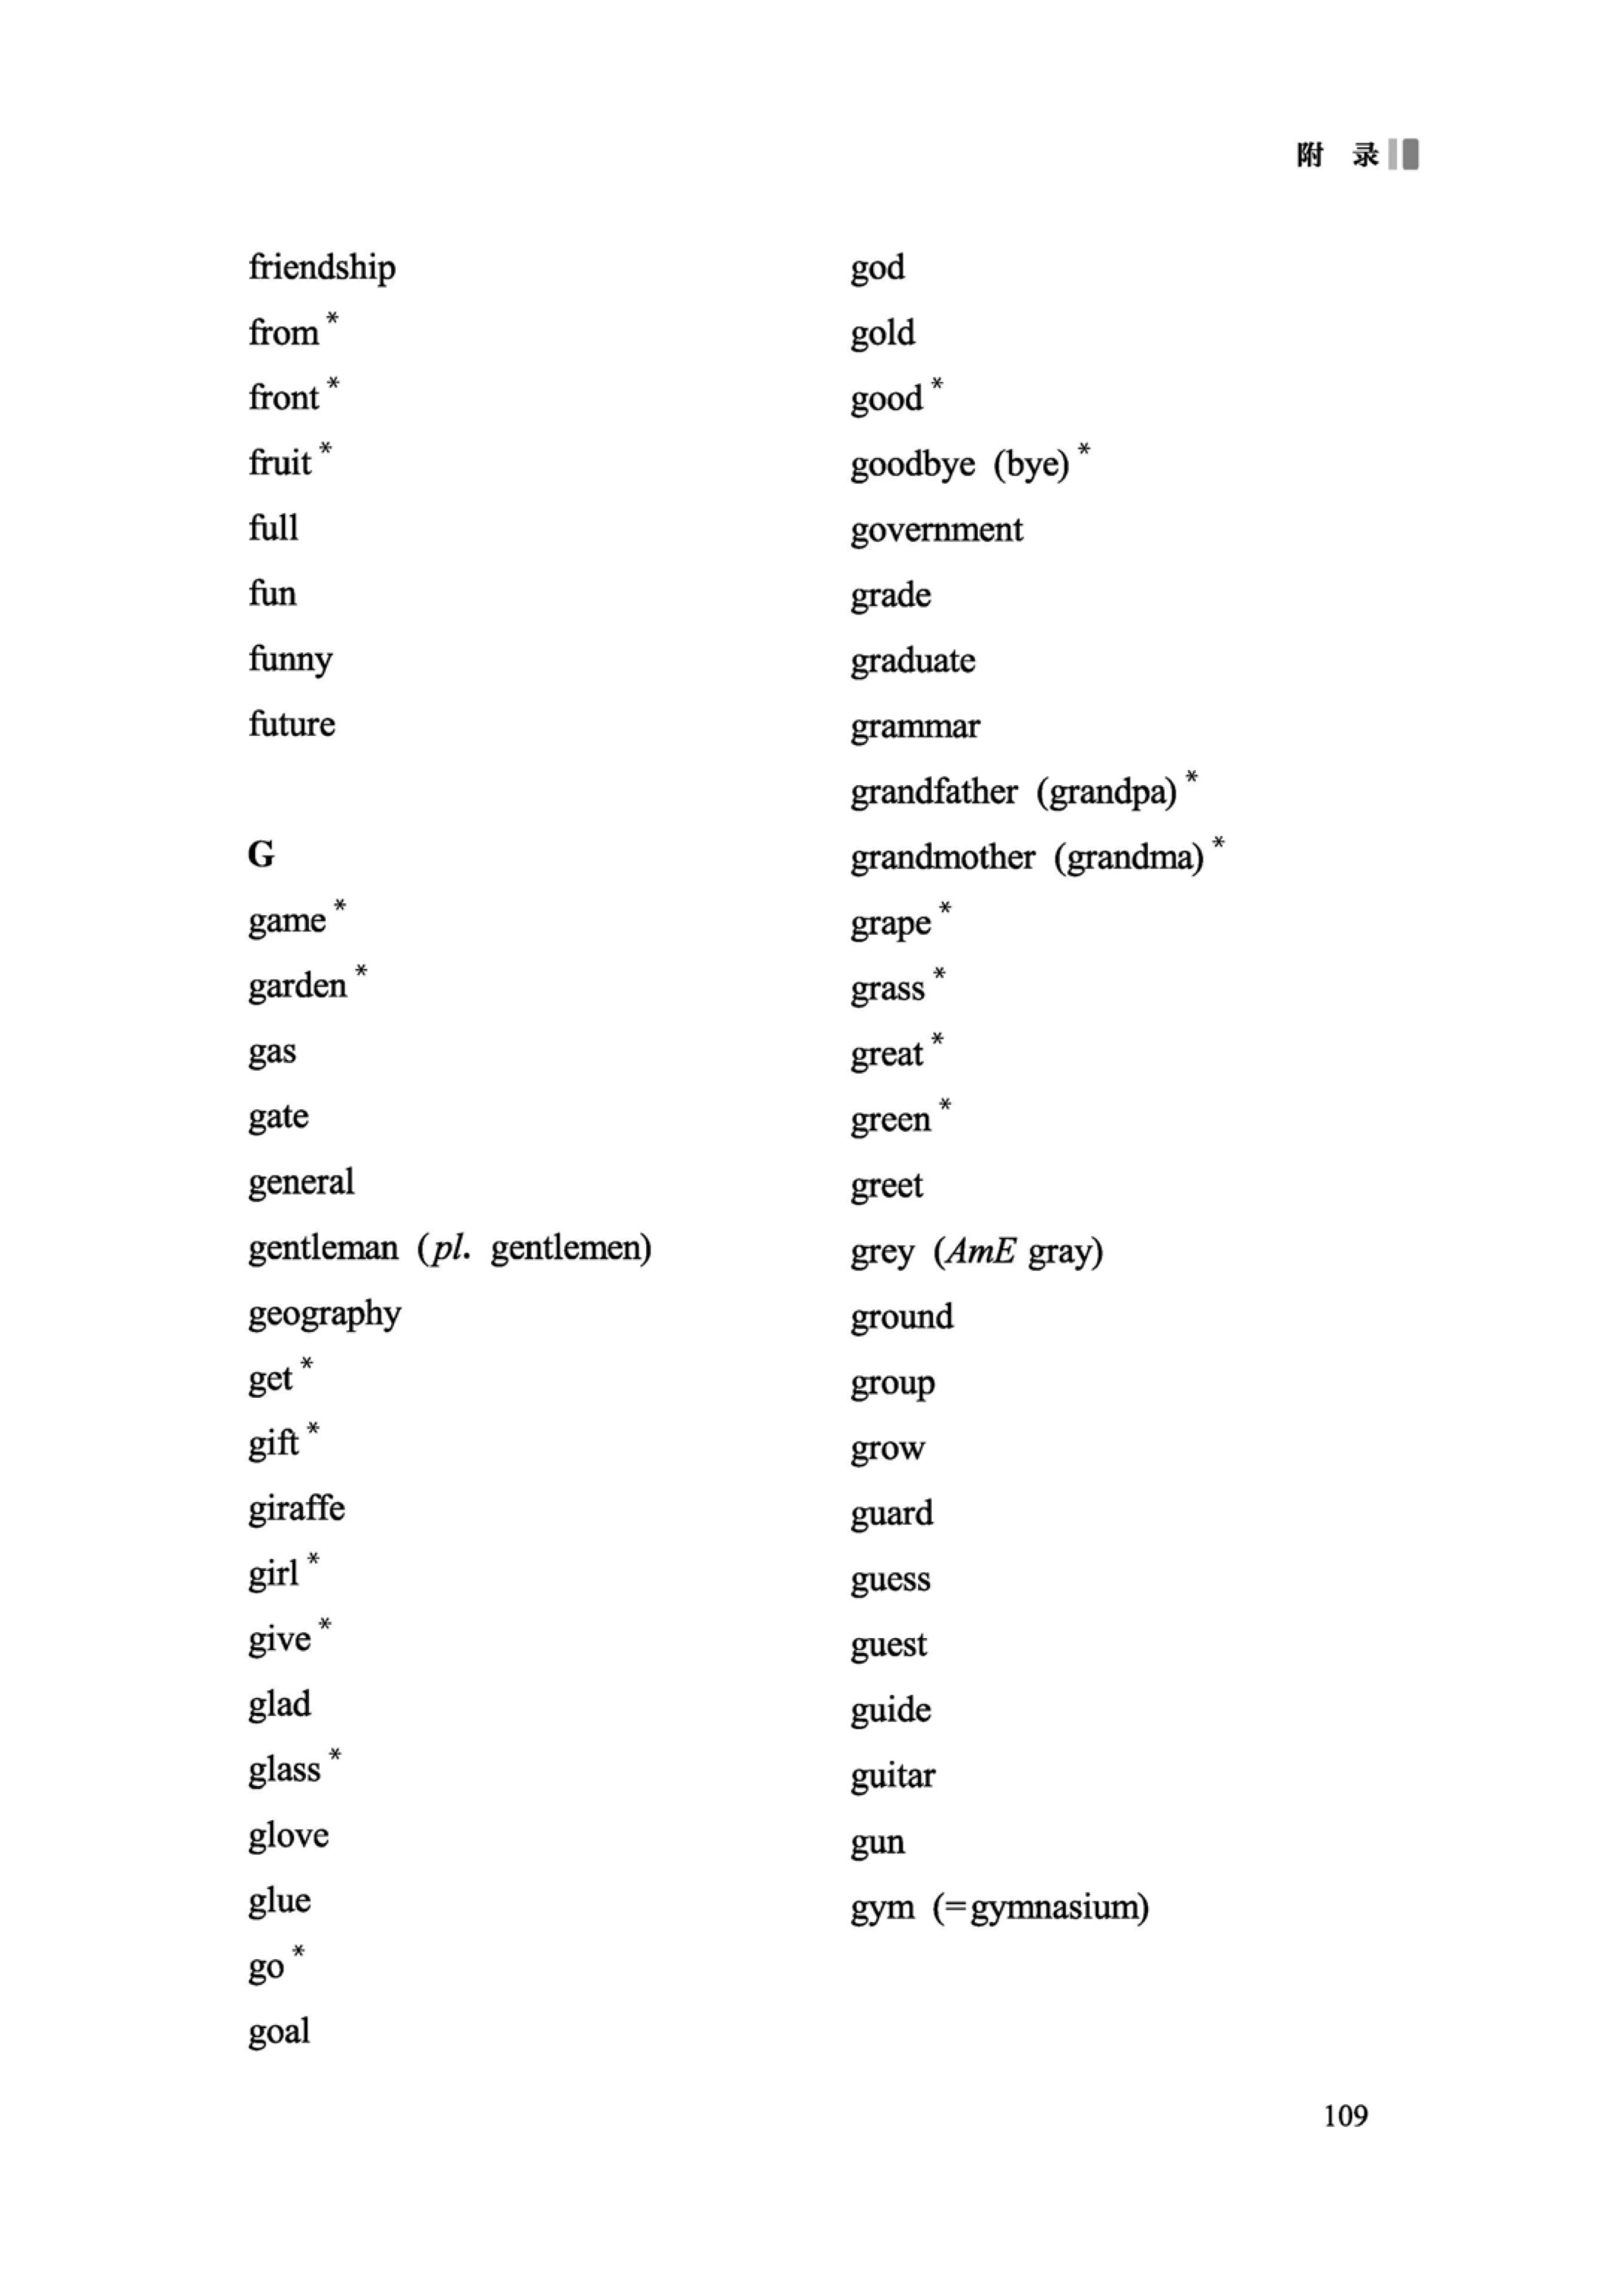 附 录
friendship
from *
front *
fruit *
full
fun
funny
future
G
game *
garden *
gas
gate
general
gentleman (pl. gentlemen)
geography
get *
gift *
giraffe
girl *
give *
glad
glass *
glove
glue
go *
goal
god
gold
good *
goodbye (bye) *
government
grade
graduate
grammar
grandfather (grandpa) *
grandmother (grandma) *
grape *
grass *
great *
green *
greet
grey (AmE gray)
ground
group
grow
guard
guess
guest
guide
guitar
gun
gym (=gymnasium)
109